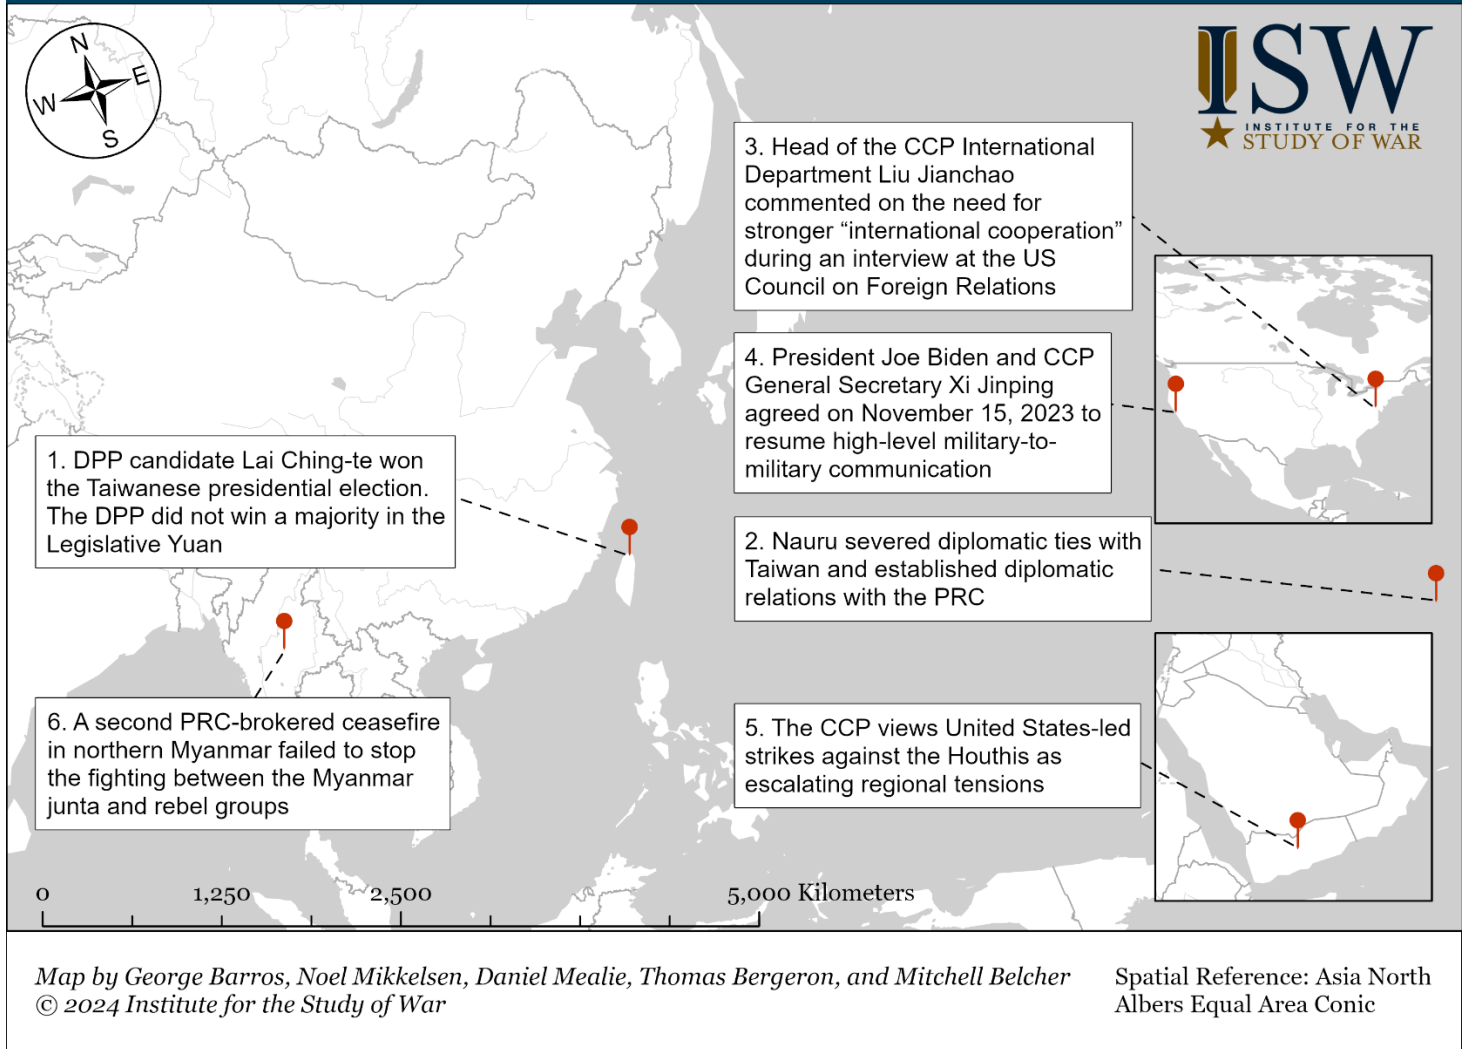 N
E
W
S
ISW
INSTITUTE FOR THE
STUDY OF WAR
3. Head of the CCP International
Department Liu Jianchao
commented on the need for
stronger “international cooperation”
during an interview at the US
Council on Foreign Relations
4. President Joe Biden and CCP
General Secretary Xi Jinping
agreed on November 15, 2023 to
resume high-level military-to-
military communication
1. DPP candidate Lai Ching-te won
the Taiwanese presidential election.
The DPP did not win a majority in the
Legislative Yuan
2. Nauru severed diplomatic ties with
Taiwan and established diplomatic
relations with the PRC
6. A second PRC-brokered ceasefire
in northern Myanmar failed to stop
the fighting between the Myanmar
junta and rebel groups
5. The CCP views United States-led
strikes against the Houthis as
escalating regional tensions
0 1,250 2,500 5,000 Kilometers
Map by George Barros, Noel Mikkelsen, Daniel Mealie, Thomas Bergeron, and Mitchell Belcher
© 2024 Institute for the Study of War
Spatial Reference: Asia North
Albers Equal Area Conic